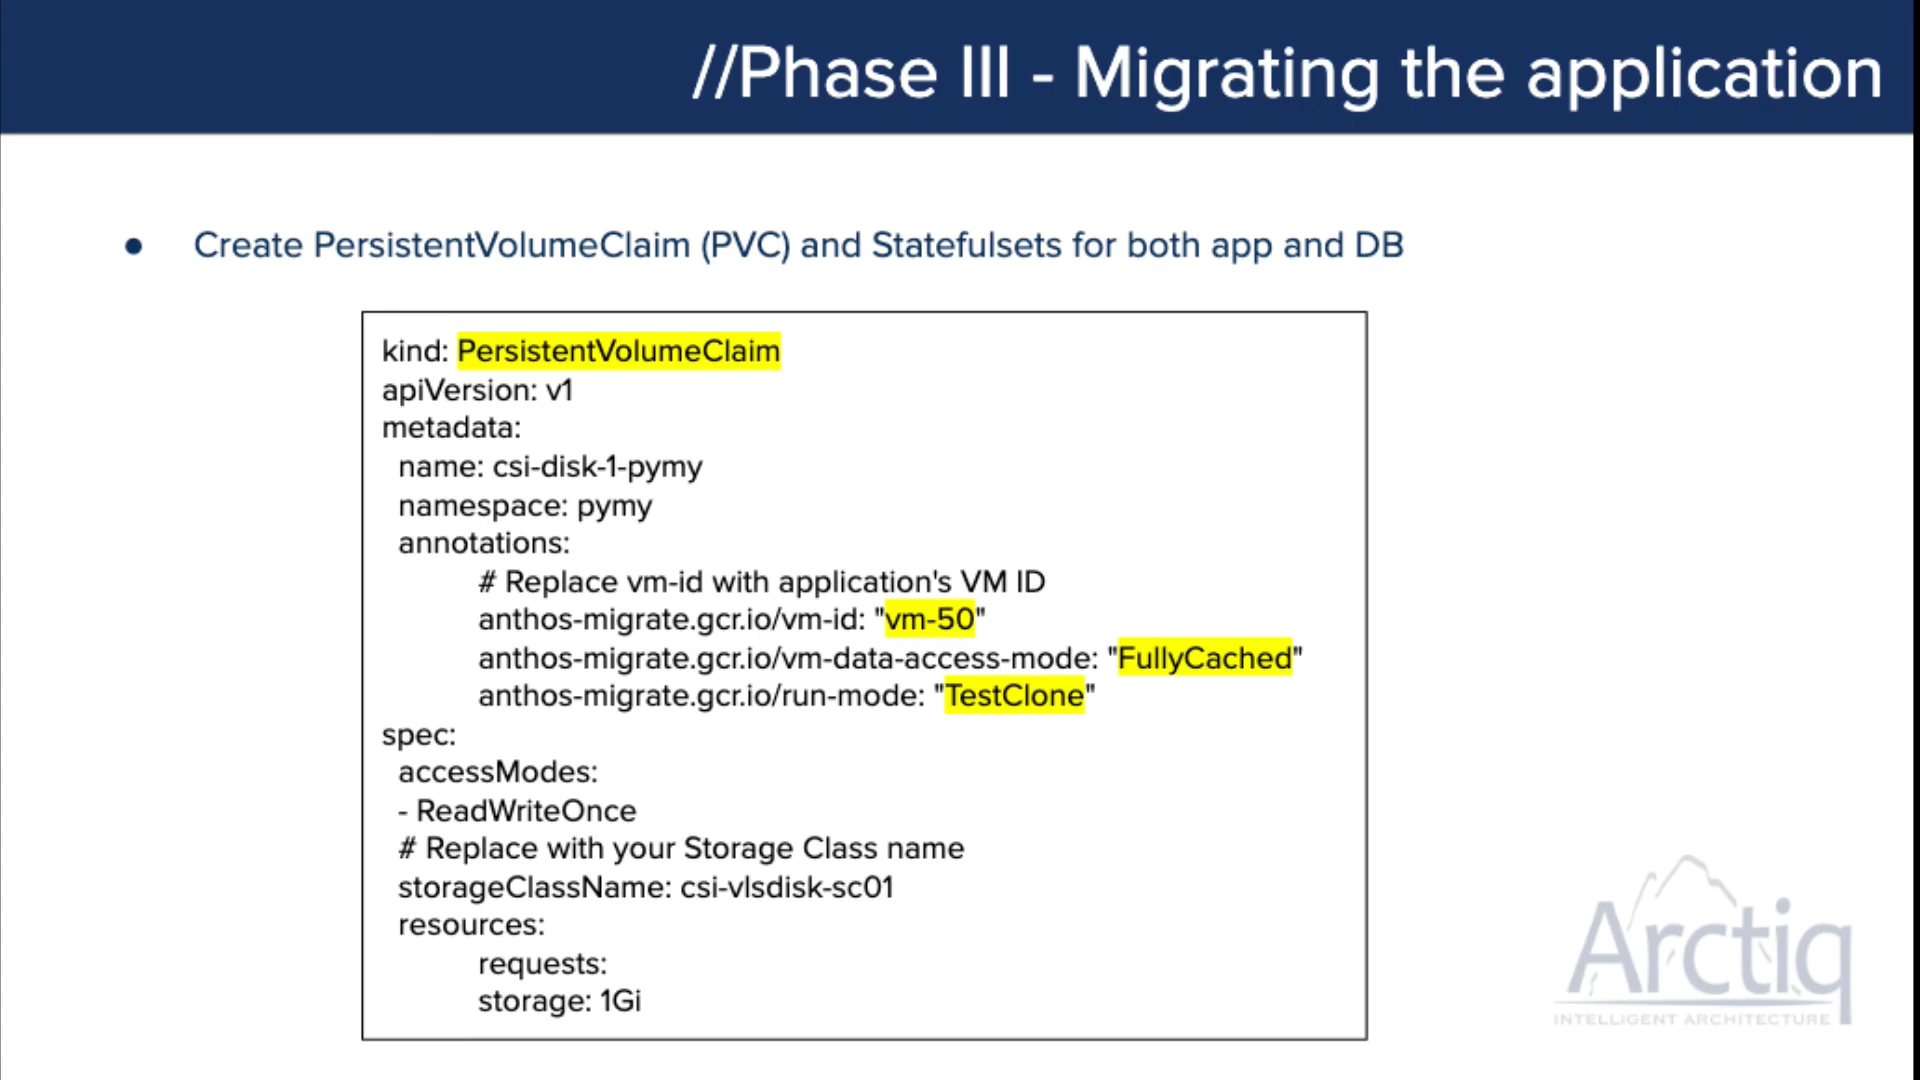 //Phase III - Migrating the application
● Create PersistentVolumeClaim (PVC) and Statefulsets for both app and DB
kind: PersistentVolumeClaim
apiVersion: v1
metadata:
  name: csi-disk-1-pymy
  namespace: pymy
  annotations:
        # Replace vm-id with application's VM ID
        anthos-migrate.gcr.io/vm-id: "vm-50"
        anthos-migrate.gcr.io/vm-data-access-mode: "FullyCached"
        anthos-migrate.gcr.io/run-mode: "TestClone"
spec:
  accessModes:
  - ReadWriteOnce
  # Replace with your Storage Class name
  storageClassName: csi-vlsdisk-sc01
  resources:
        requests:
        storage: 1Gi
Arctiq
INTELLIGENT ARCHITECTURE